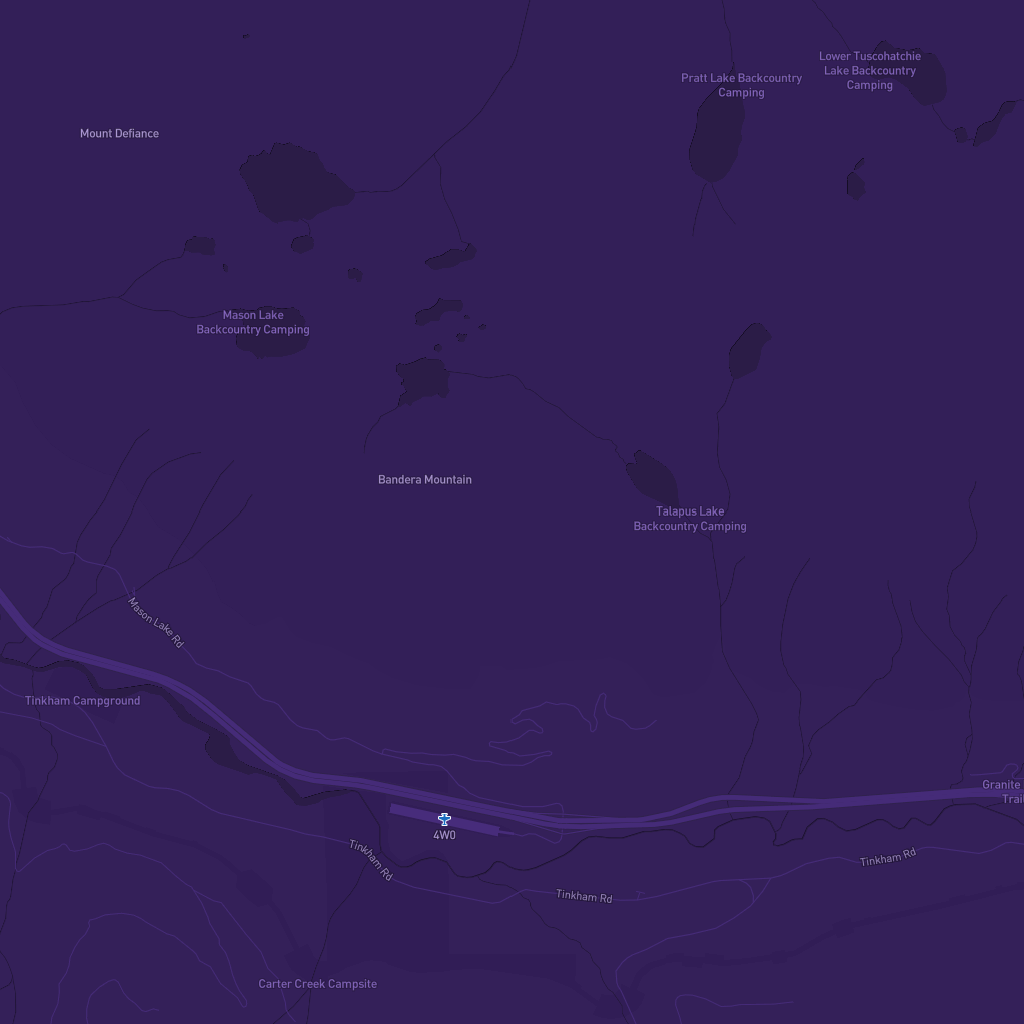 Lower Tuscohatchie
Lake Backcountry
Camping
Pratt Lake Backcountry
Camping
Mount Defiance
Mason Lake
Backcountry Camping
Bandera Mountain
Talapus Lake
Backcountry Camping
Mason Lake Rd
Tinkham Campground
Granite
Trail
4W0
Tinkham Rd
Tinkham Rd
Tinkham Rd
Carter Creek Campsite